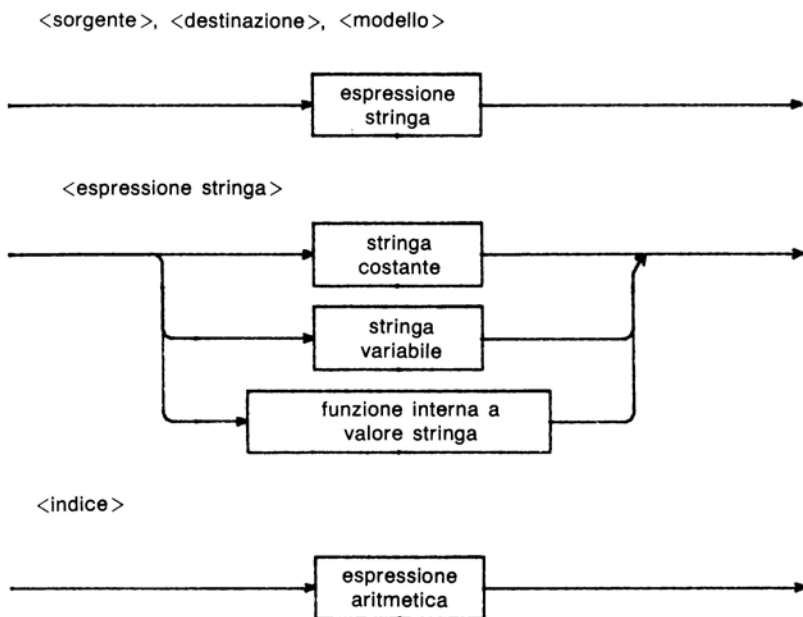 <sorgente>, <destinazione>, <modello>
espressione
stringa
<espressione stringa>
stringa
costante
stringa
variabile
funzione interna a
valore stringa
<indice>
espressione
aritmetica